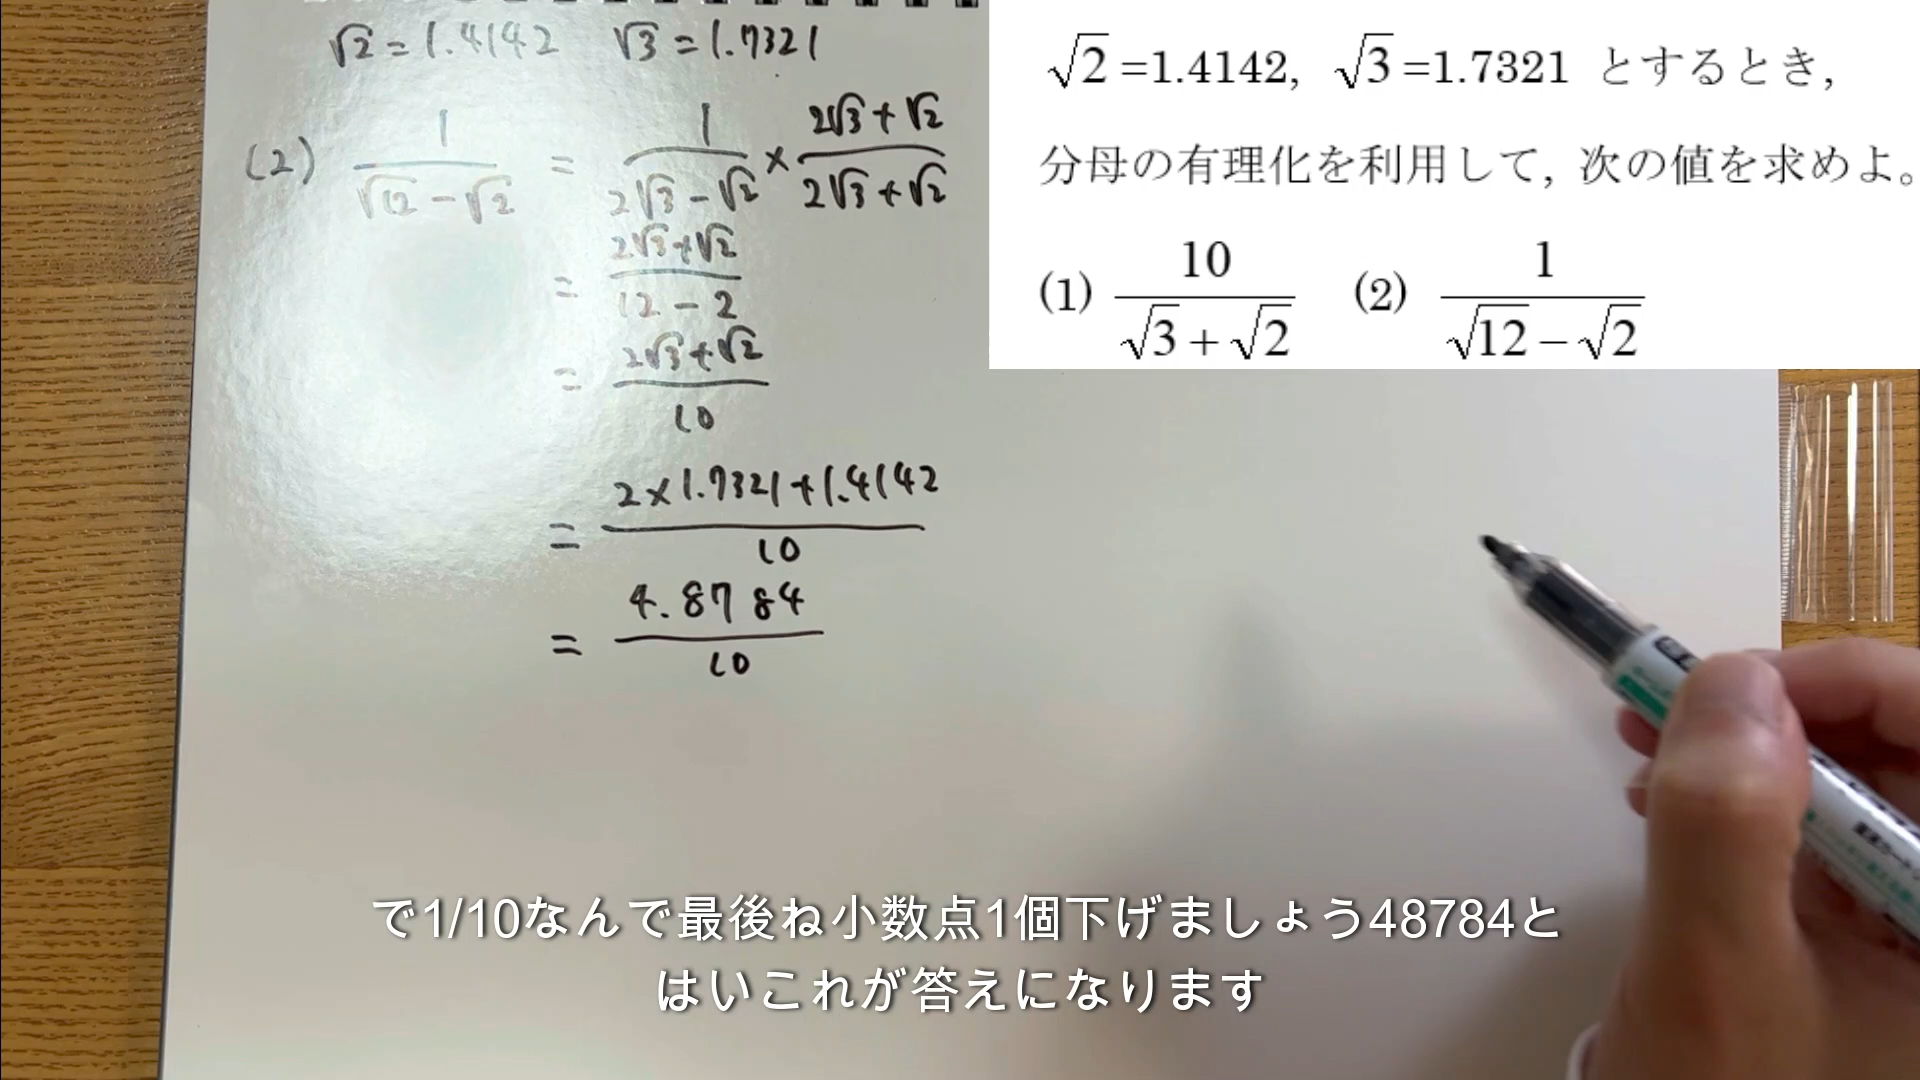 √2=1.4142 √3=1.7321
(2) 1/(√12-√2) = 1/(2√3-√2) × (2√3+√2)/(2√3+√2)
= (2√3+√2)/(12-2)
= (2√3+√2)/10
= (2×1.7321+1.4142)/10
= 4.8784/10
√2=1.4142, √3=1.7321 とするとき,
分母の有理化を利用して, 次の値を求めよ。
(1) 10/(√3+√2) (2) 1/(√12-√2)
で1/10なんで最後ね小数点1個下げましょう48784と
はいこれが答えになります